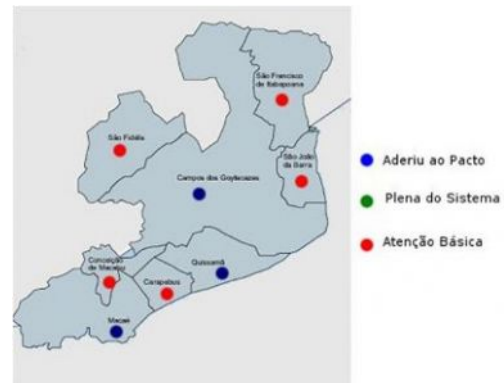 São Francisco
de Itabapoana
São Fidélis
São João
da Barra
Campos dos Goytacazes
Conceição
de Macabu
Quissamã
Carapebus
Macaé
Aderiu ao Pacto
Plena do Sistema
Atenção Básica